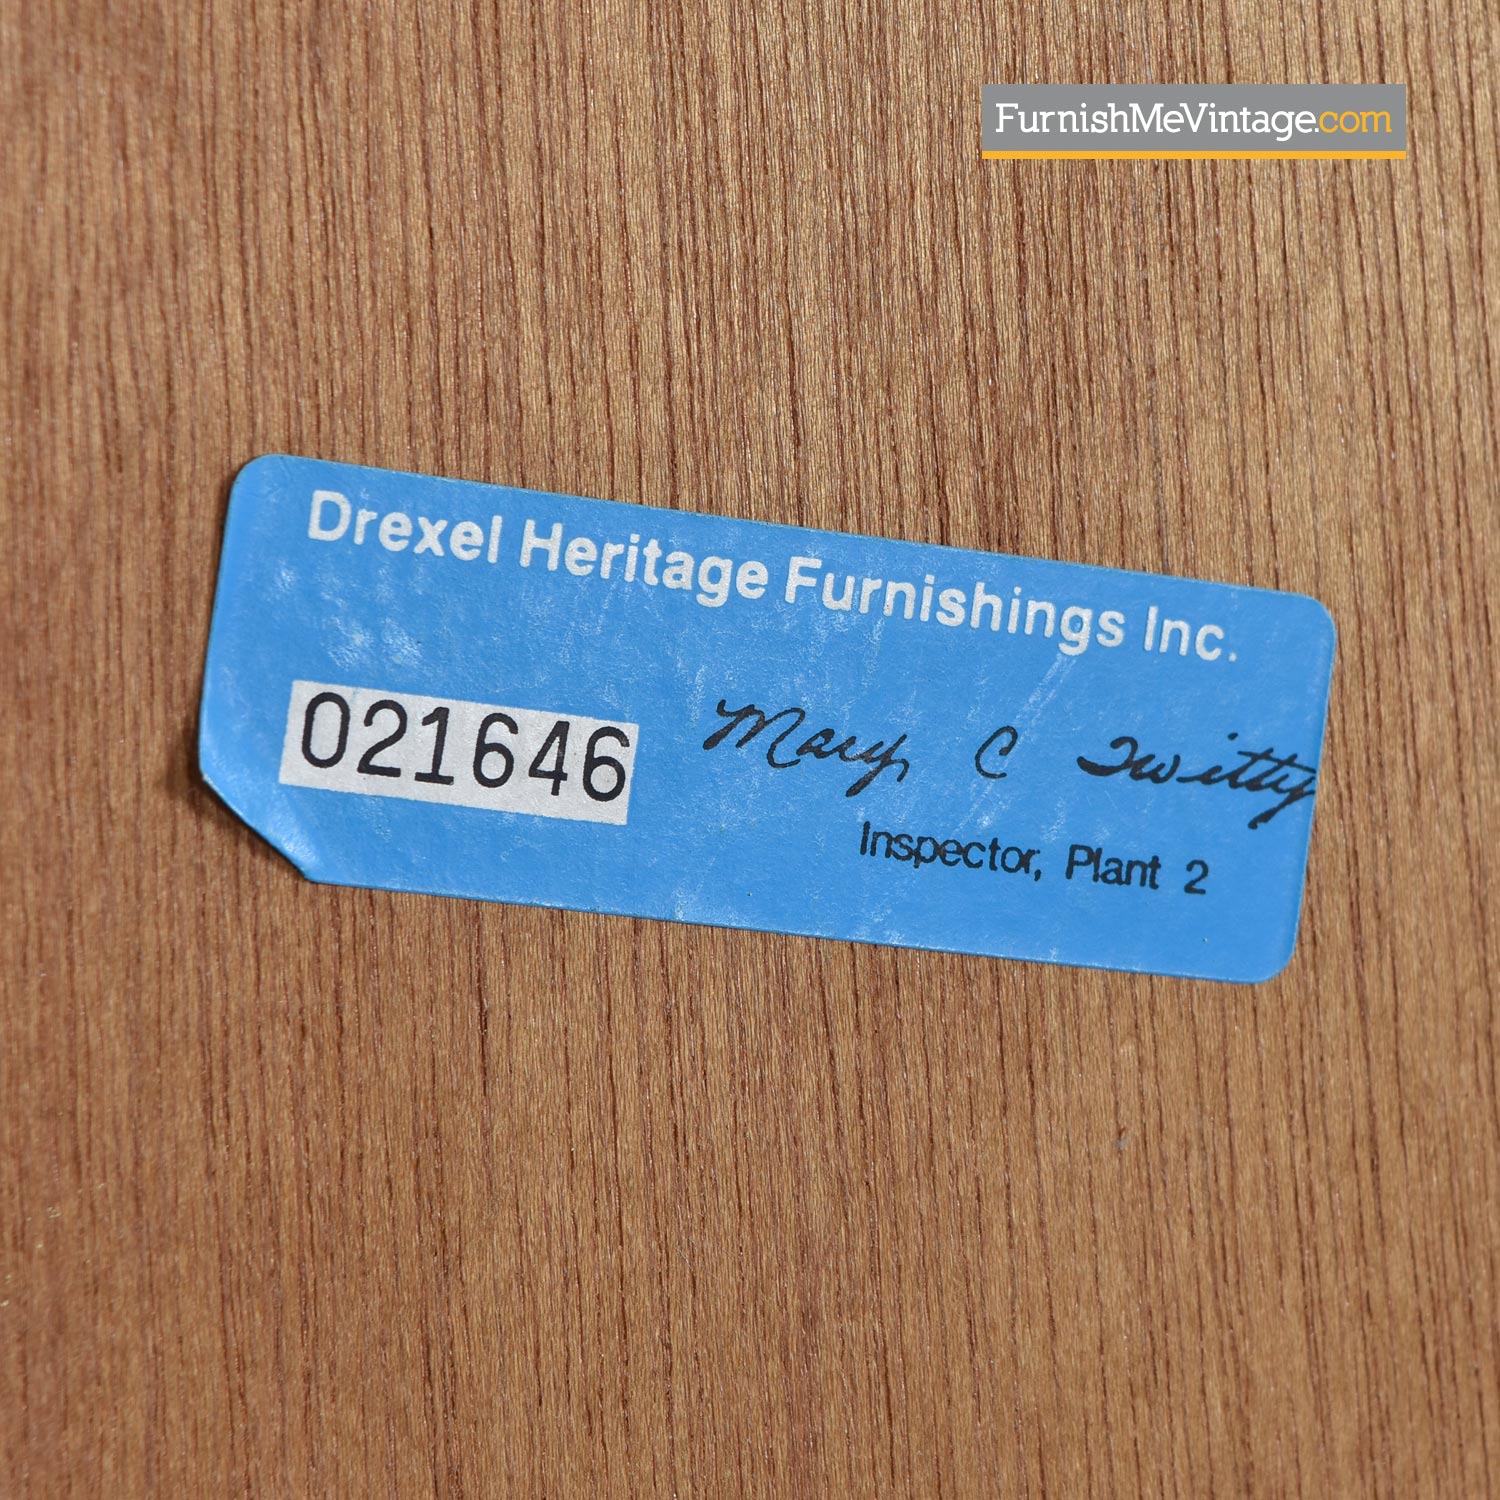 FurnishMeVintage.com
Drexel Heritage Furnishings Inc.
021646
Mary C Twitty
Inspector, Plant 2